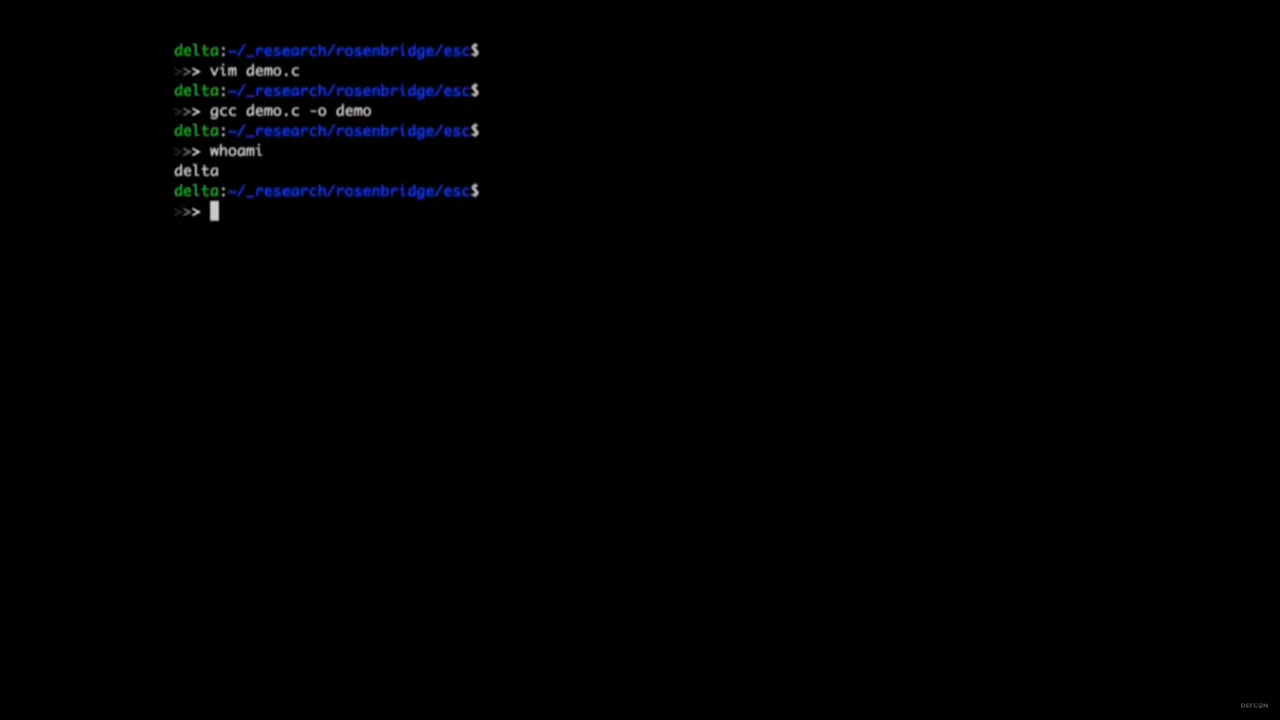 delta:~/_research/rosenbridge/esc$
>>> vim demo.c
delta:~/_research/rosenbridge/esc$
>>> gcc demo.c -o demo
delta:~/_research/rosenbridge/esc$
>>> whoami
delta
delta:~/_research/rosenbridge/esc$
>>>
DEFCON